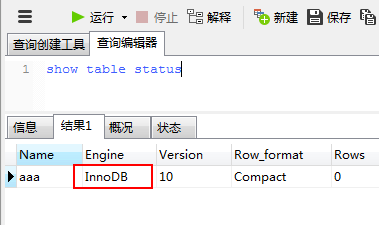 运行 停止 解释 新建 保存
查询创建工具 查询编辑器
1 show table status
信息 结果1 概况 状态
Name Engine Version Row_format Rows
aaa InnoDB 10 Compact 0